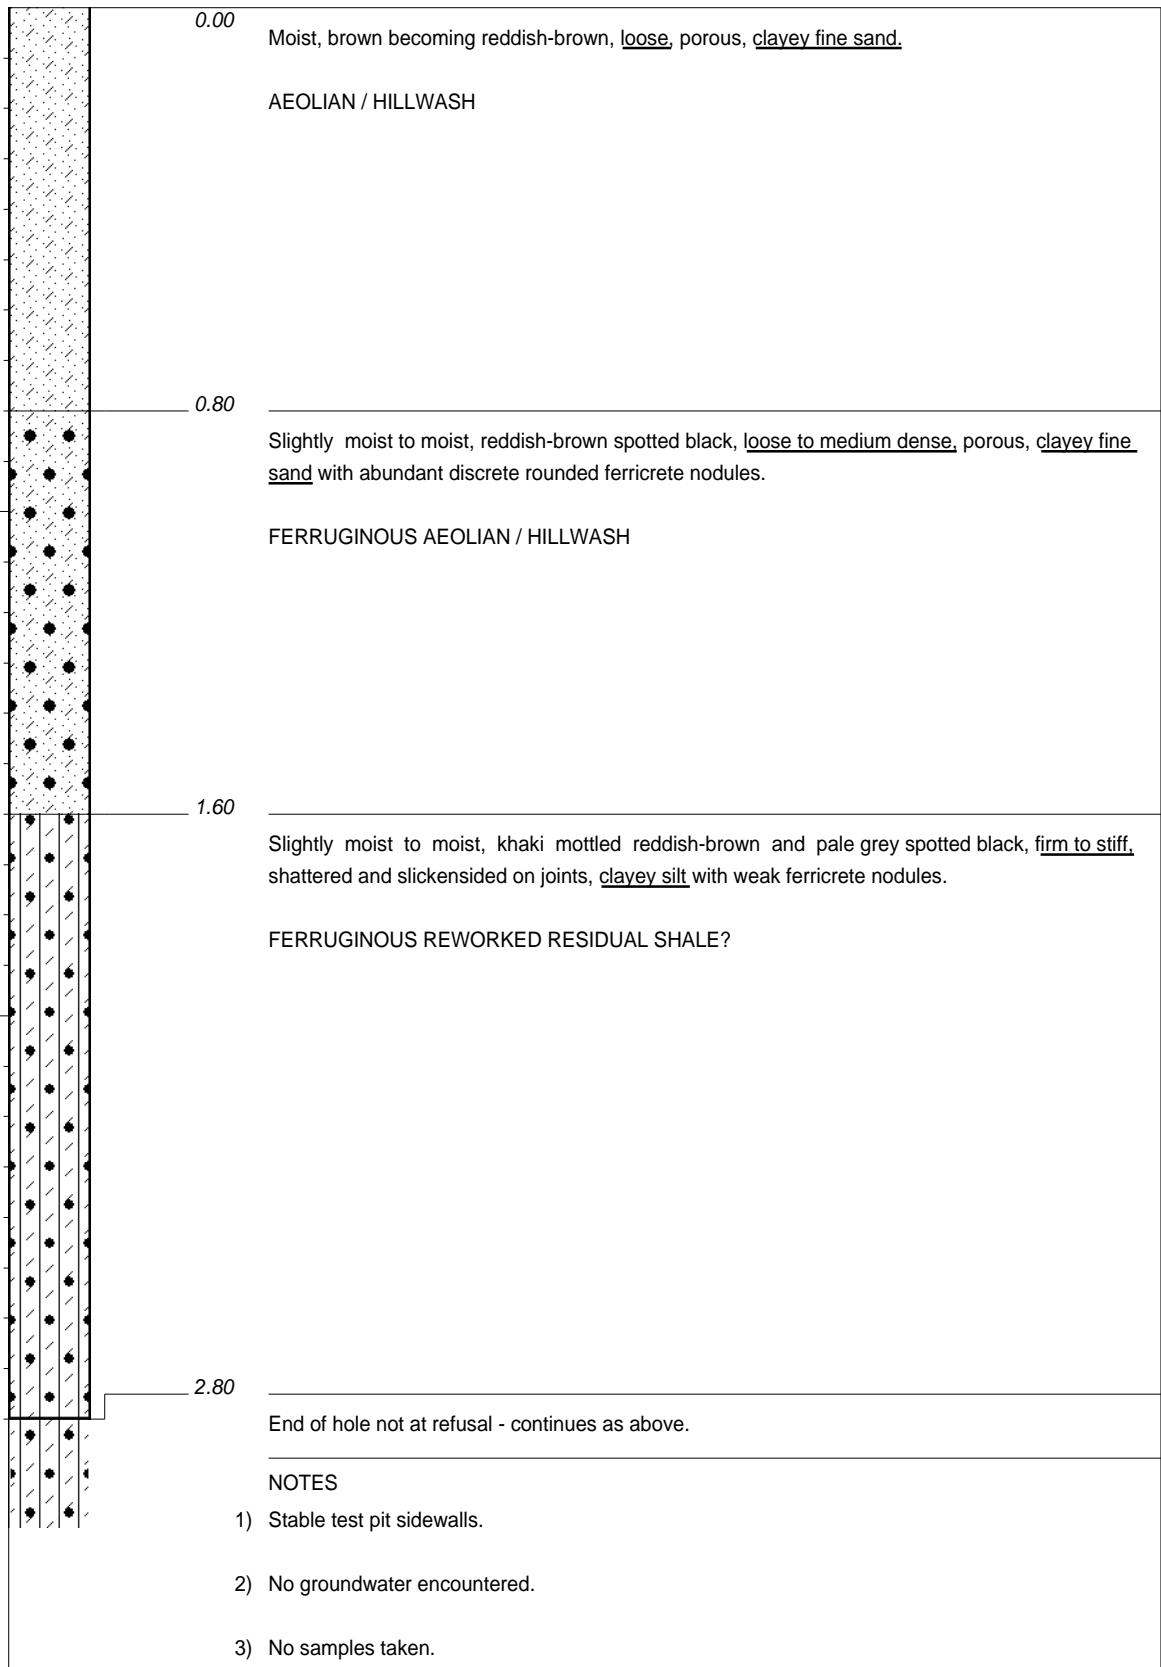 0.00
Moist, brown becoming reddish-brown, loose, porous, clayey fine sand.
AEOLIAN / HILLWASH
0.80
Slightly moist to moist, reddish-brown spotted black, loose to medium dense, porous, clayey fine
sand with abundant discrete rounded ferricrete nodules.
FERRUGINOUS AEOLIAN / HILLWASH
1.60
Slightly moist to moist, khaki mottled reddish-brown and pale grey spotted black, firm to stiff,
shattered and slickensided on joints, clayey silt with weak ferricrete nodules.
FERRUGINOUS REWORKED RESIDUAL SHALE?
2.80
End of hole not at refusal - continues as above.
NOTES
1) Stable test pit sidewalls.
2) No groundwater encountered.
3) No samples taken.